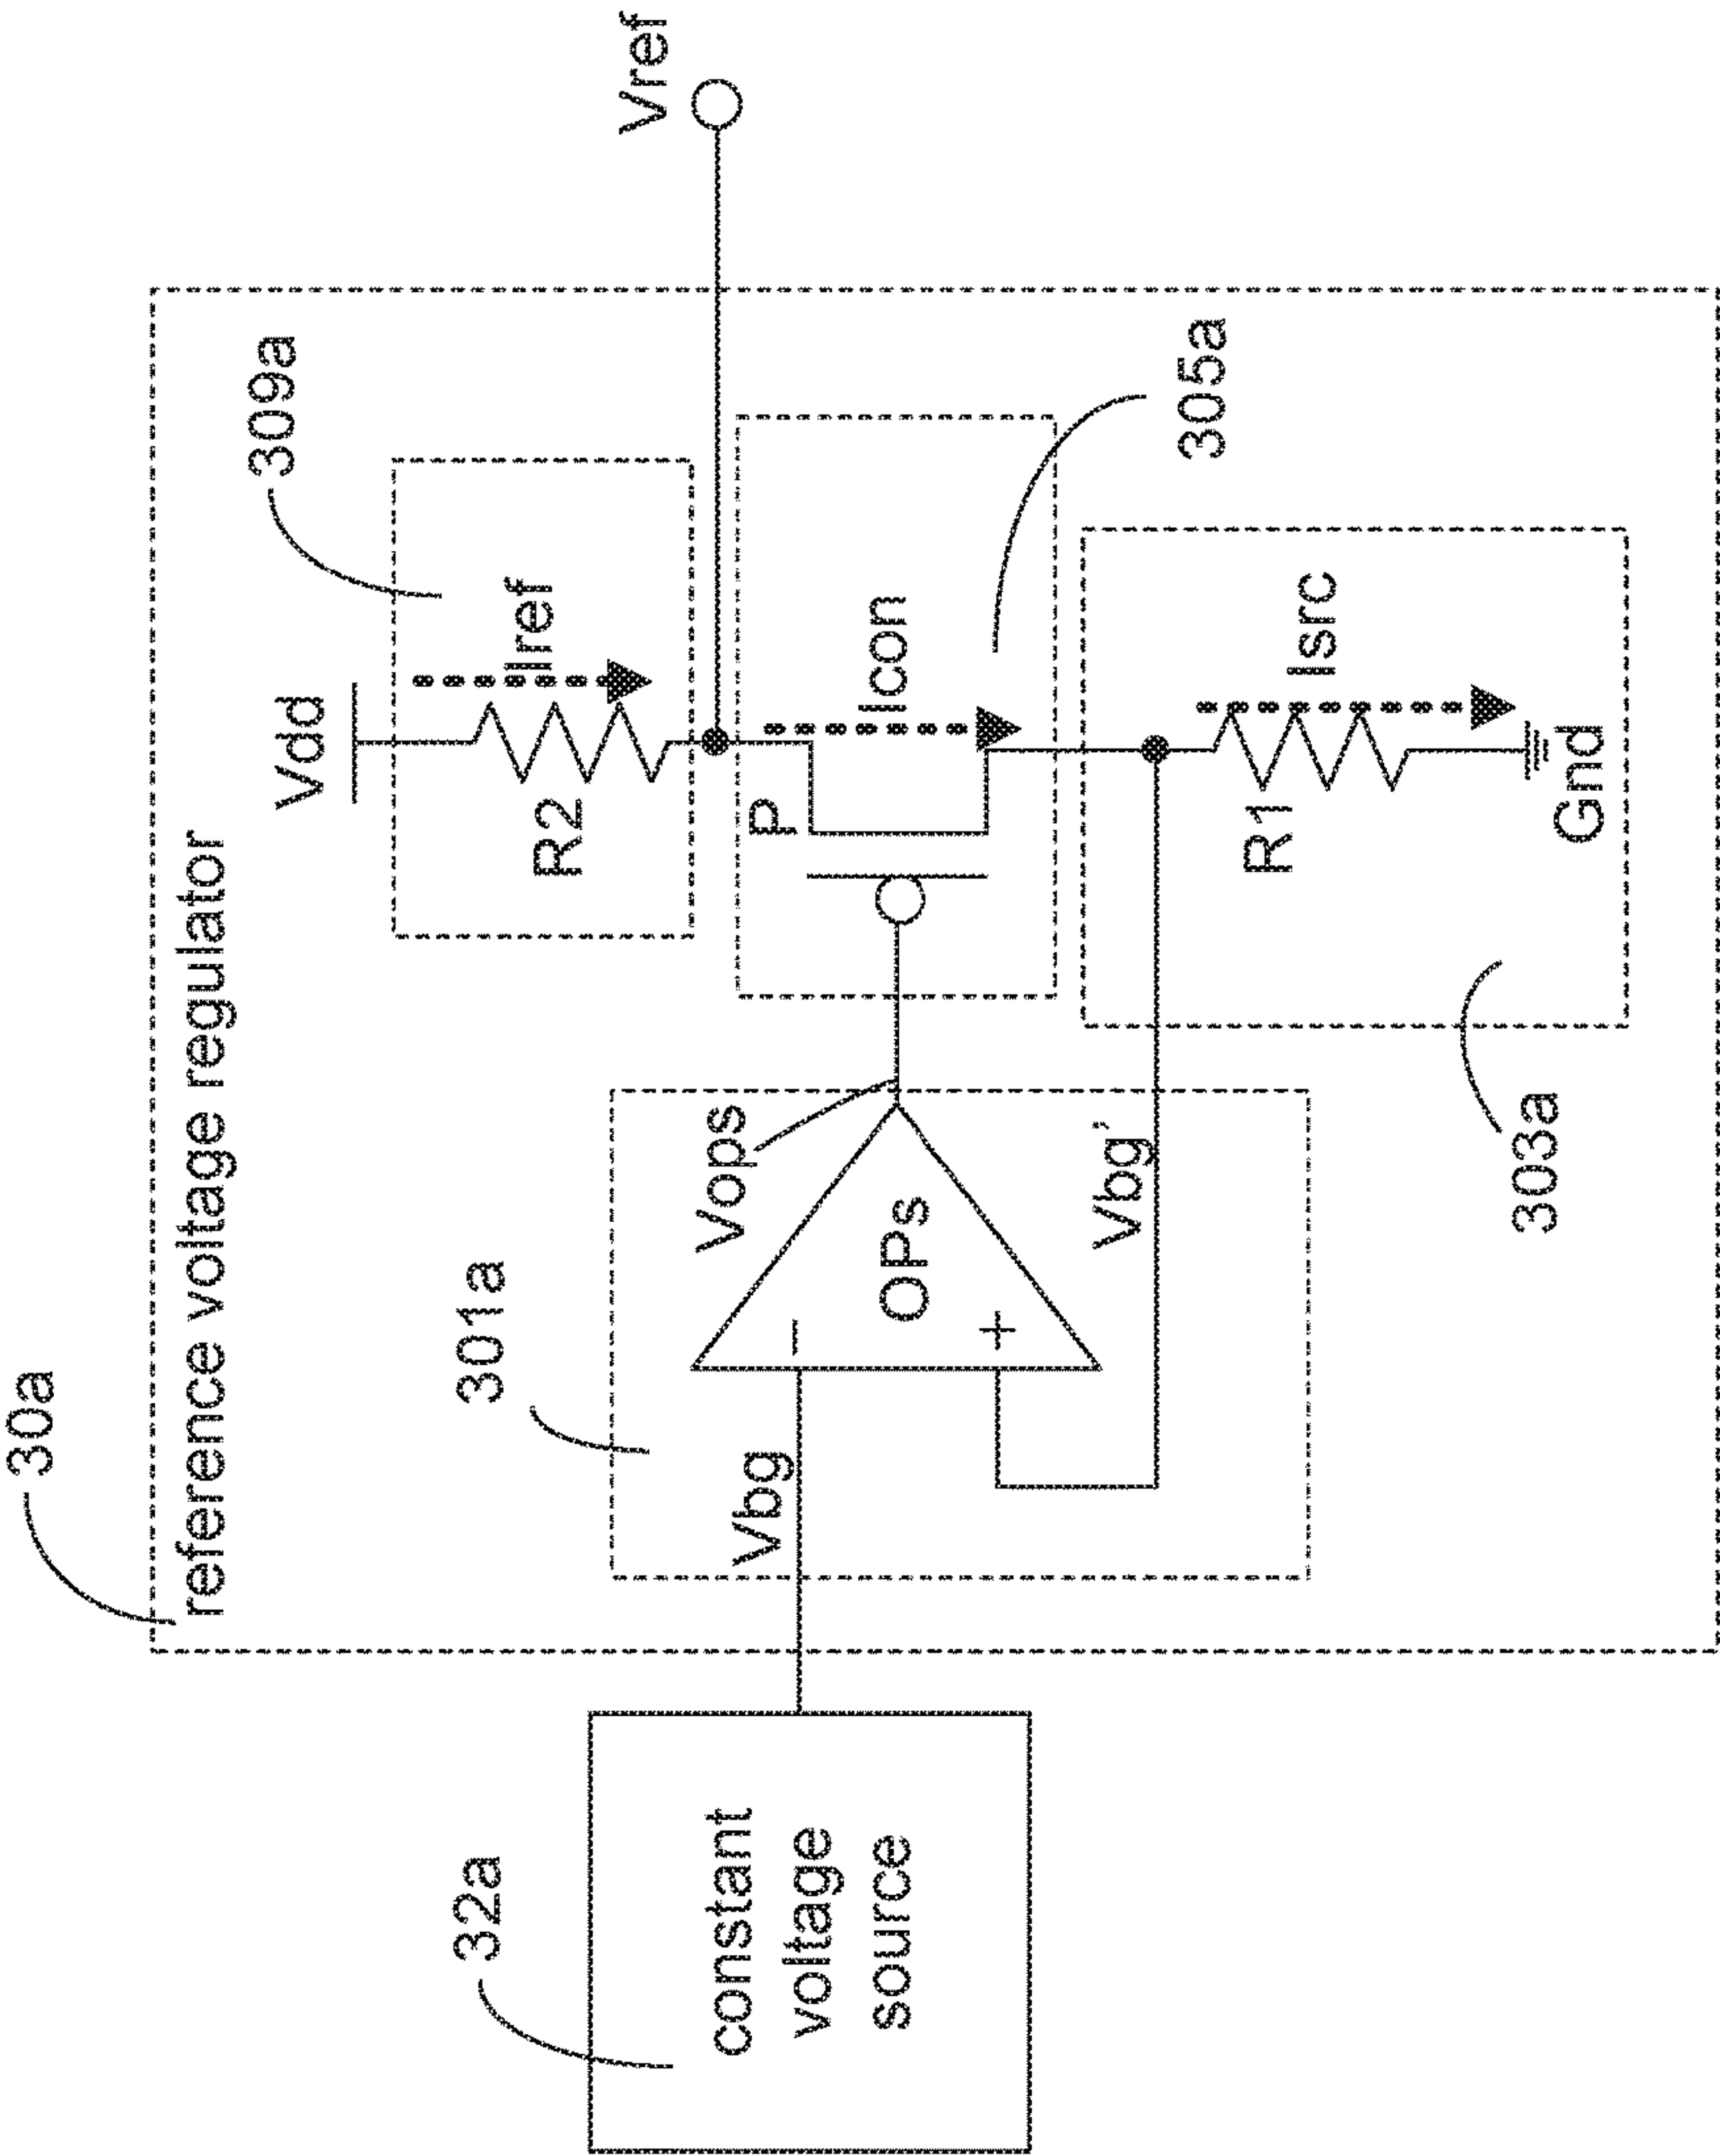 30a
reference voltage regulator
Vdd
309a
R2
Iref
Vref
301a
Vops
P
Icon
32a
constant
voltage
source
Vbg
−
OPs
+
Vbg’
305a
R1
Isrc
303a
Gnd